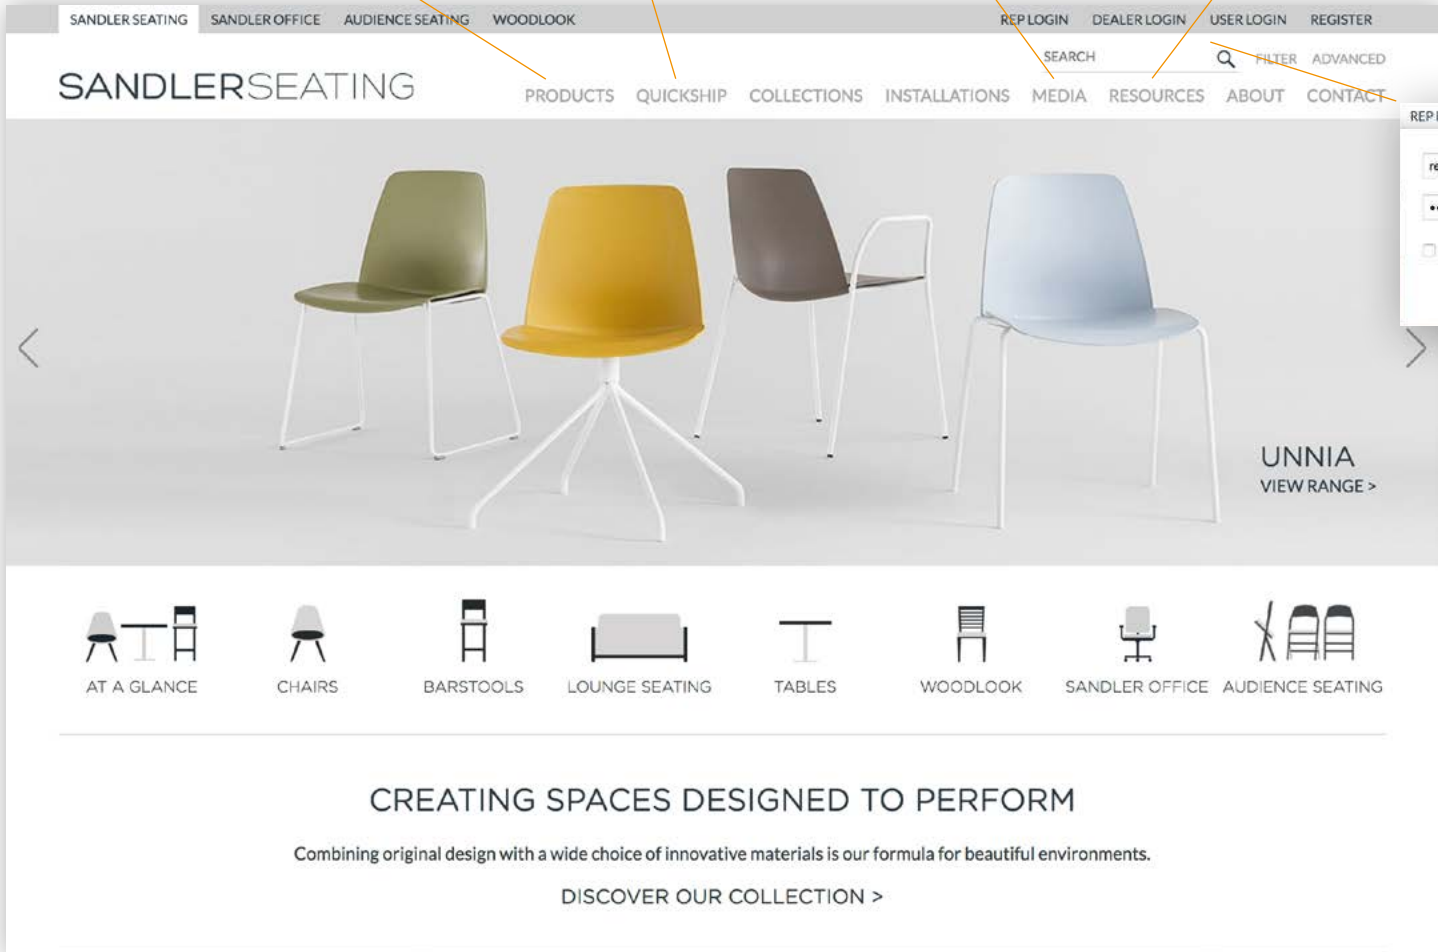 SANDLER SEATING SANDLER OFFICE AUDIENCE SEATING WOODLOOK REP LOGIN DEALER LOGIN USER LOGIN REGISTER
SEARCH FILTER ADVANCED
SANDLERSEATING
PRODUCTS QUICKSHIP COLLECTIONS INSTALLATIONS MEDIA RESOURCES ABOUT CONTACT
REP
UNNIA
VIEW RANGE >
AT A GLANCE CHAIRS BARSTOOLS LOUNGE SEATING TABLES WOODLOOK SANDLER OFFICE AUDIENCE SEATING
CREATING SPACES DESIGNED TO PERFORM
Combining original design with a wide choice of innovative materials is our formula for beautiful environments.
DISCOVER OUR COLLECTION >